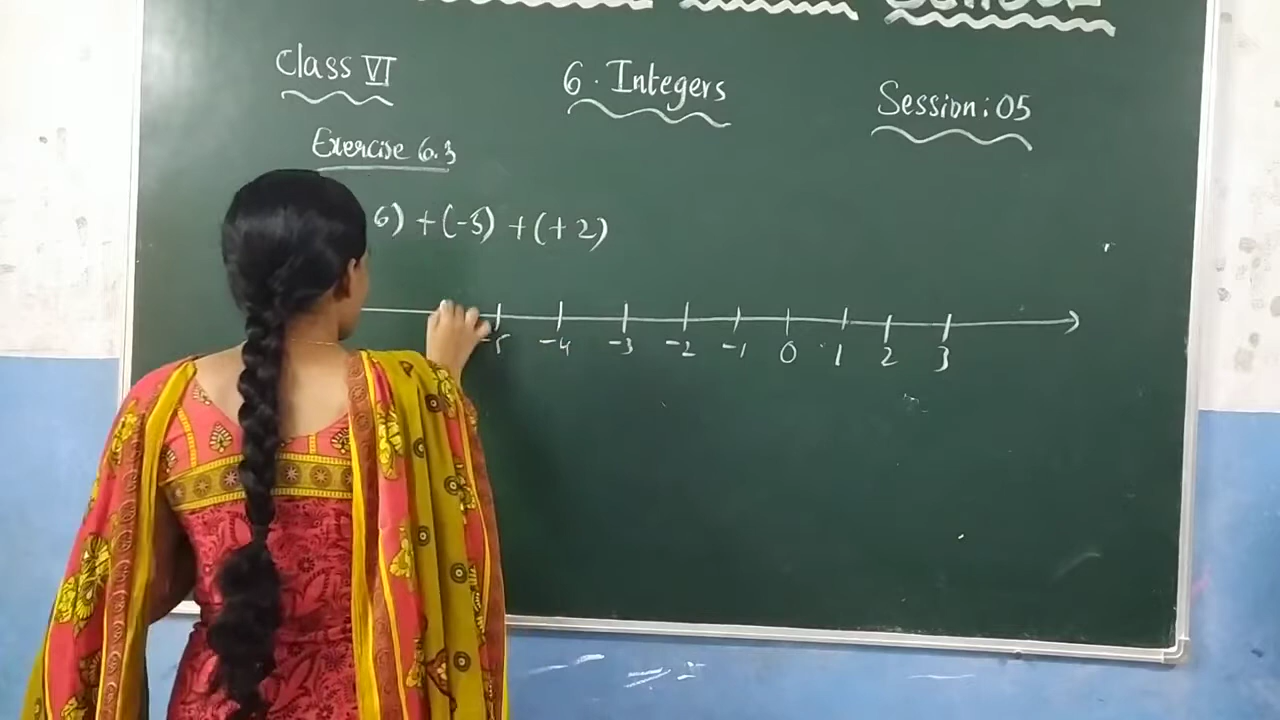 Class VI
6. Integers
Session: 05
Exercise 6.3
6) + (-5) + (+2)
-5 -4 -3 -2 -1 0 1 2 3